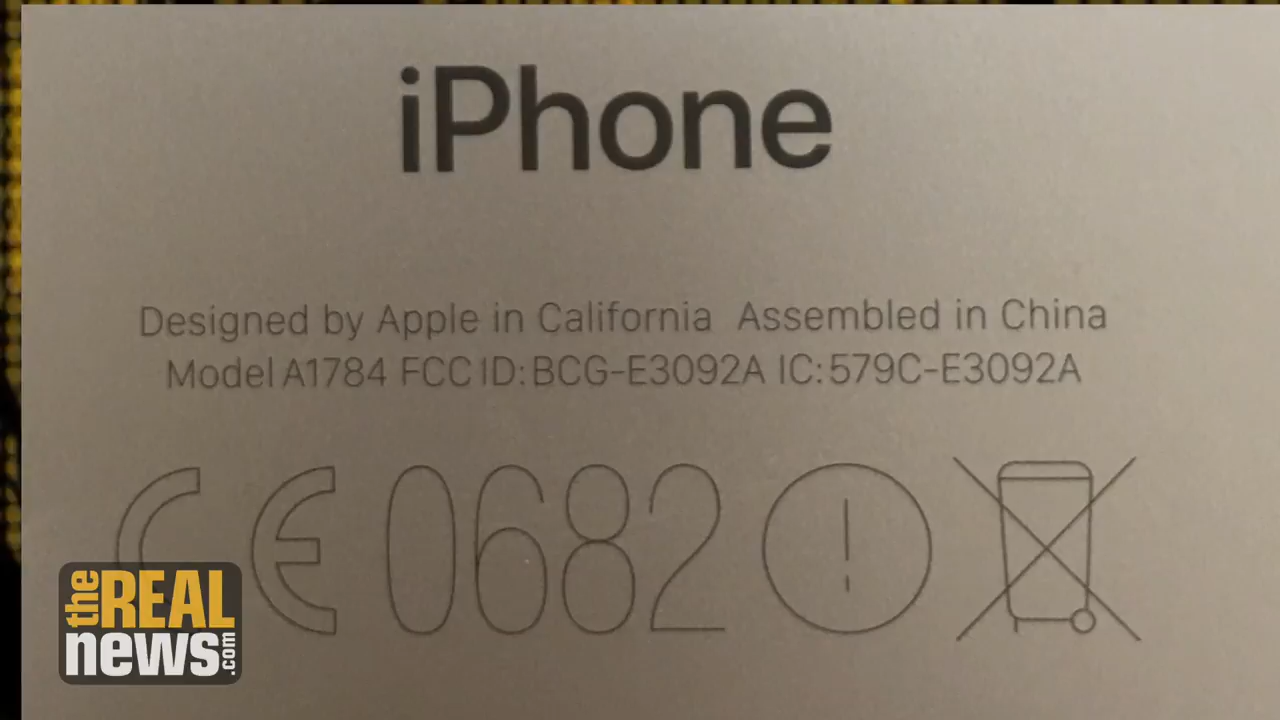 iPhone
Designed by Apple in California Assembled in China
Model A1784 FCC ID:BCG-E3092A IC:579C-E3092A
CE 0682 !
the REAL
news.com